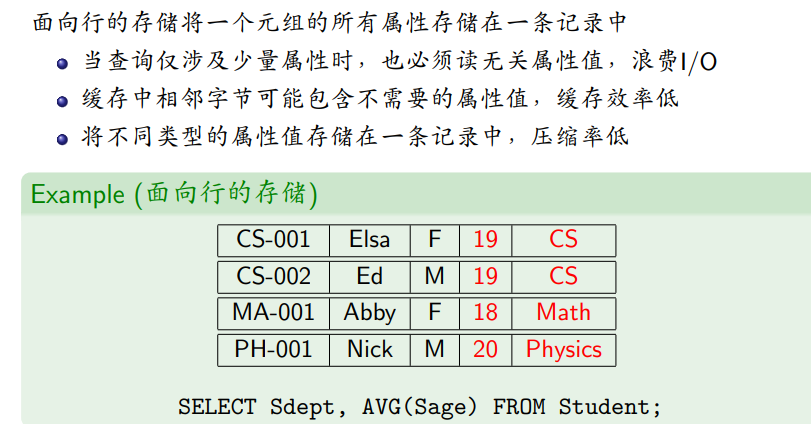 面向行的存储将一个元组的所有属性存储在一条记录中
当查询仅涉及少量属性时，也必须读无关属性值，浪费I/O
缓存中相邻字节可能包含不需要的属性值，缓存效率低
将不同类型的属性值存储在一条记录中，压缩率低
Example (面向行的存储)
CS-001 Elsa F 19 CS
CS-002 Ed M 19 CS
MA-001 Abby F 18 Math
PH-001 Nick M 20 Physics
SELECT Sdept, AVG(Sage) FROM Student;